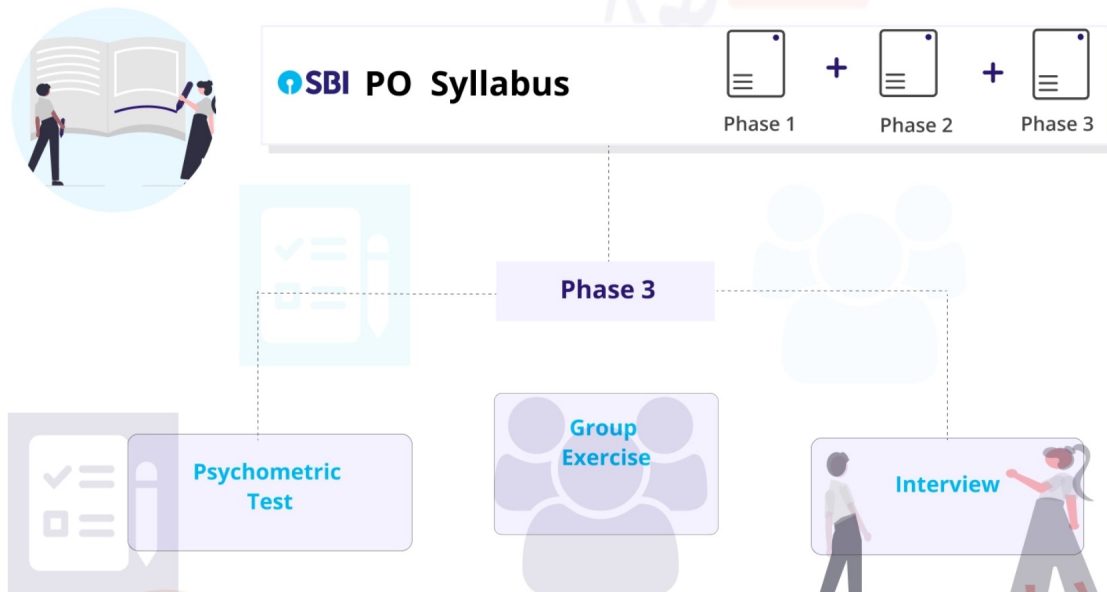 SBI PO Syllabus
Phase 1
+
Phase 2
+
Phase 3
Phase 3
Psychometric
Test
Group
Exercise
Interview